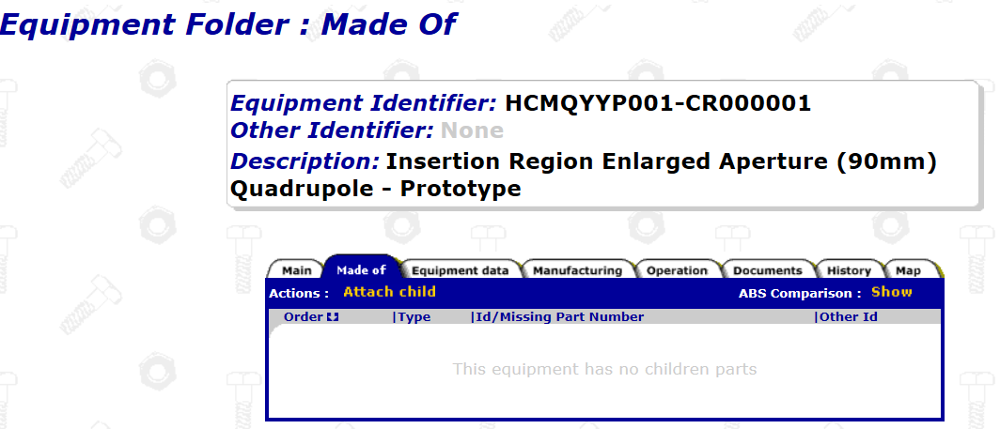 Equipment Folder : Made Of
Equipment Identifier: HCMQYYP001-CR000001
Other Identifier: None
Description: Insertion Region Enlarged Aperture (90mm)
Quadrupole - Prototype
Main Made of Equipment data Manufacturing Operation Documents History Map
Actions : Attach child ABS Comparison : Show
Order |Type |Id/Missing Part Number |Other Id
This equipment has no children parts